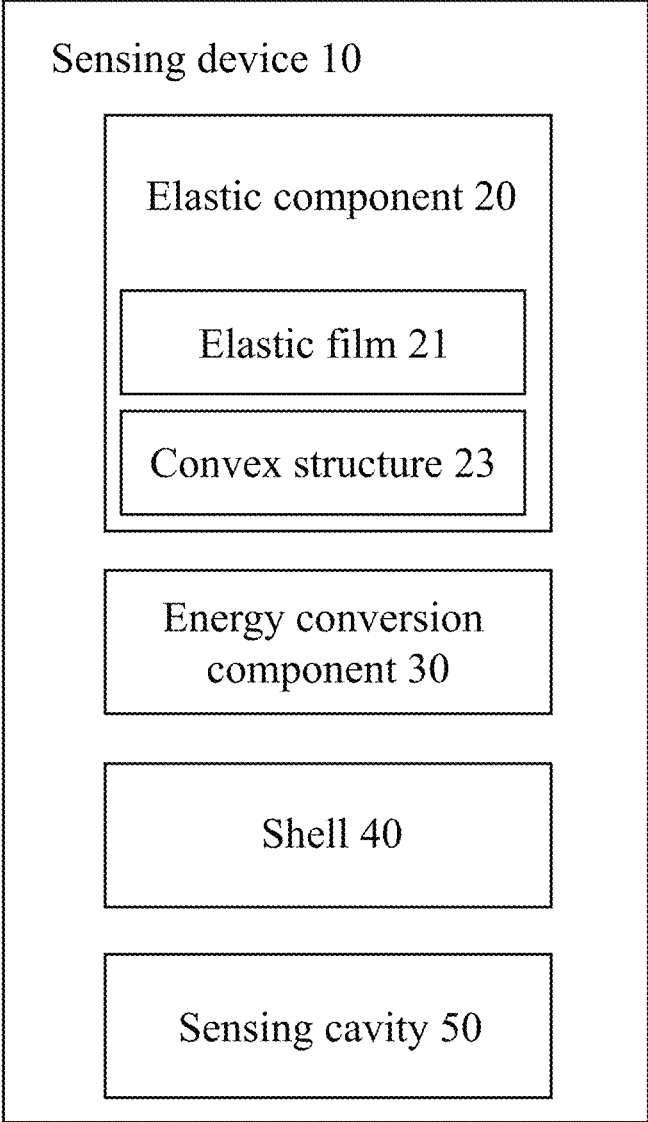 Sensing device 10
Elastic component 20
Elastic film 21
Convex structure 23
Energy conversion
component 30
Shell 40
Sensing cavity 50